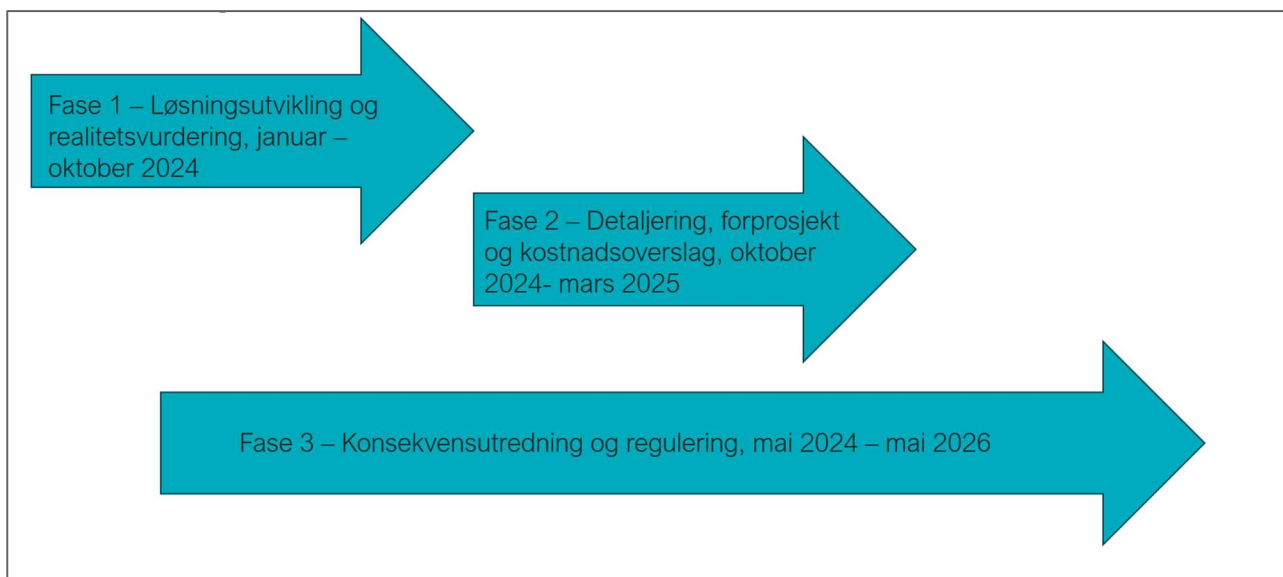 Fase 1 – Løsningsutvikling og
realitetsvurdering, januar –
oktober 2024
Fase 2 – Detaljering, forprosjekt
og kostnadsoverslag, oktober
2024- mars 2025
Fase 3 – Konsekvensutredning og regulering, mai 2024 – mai 2026